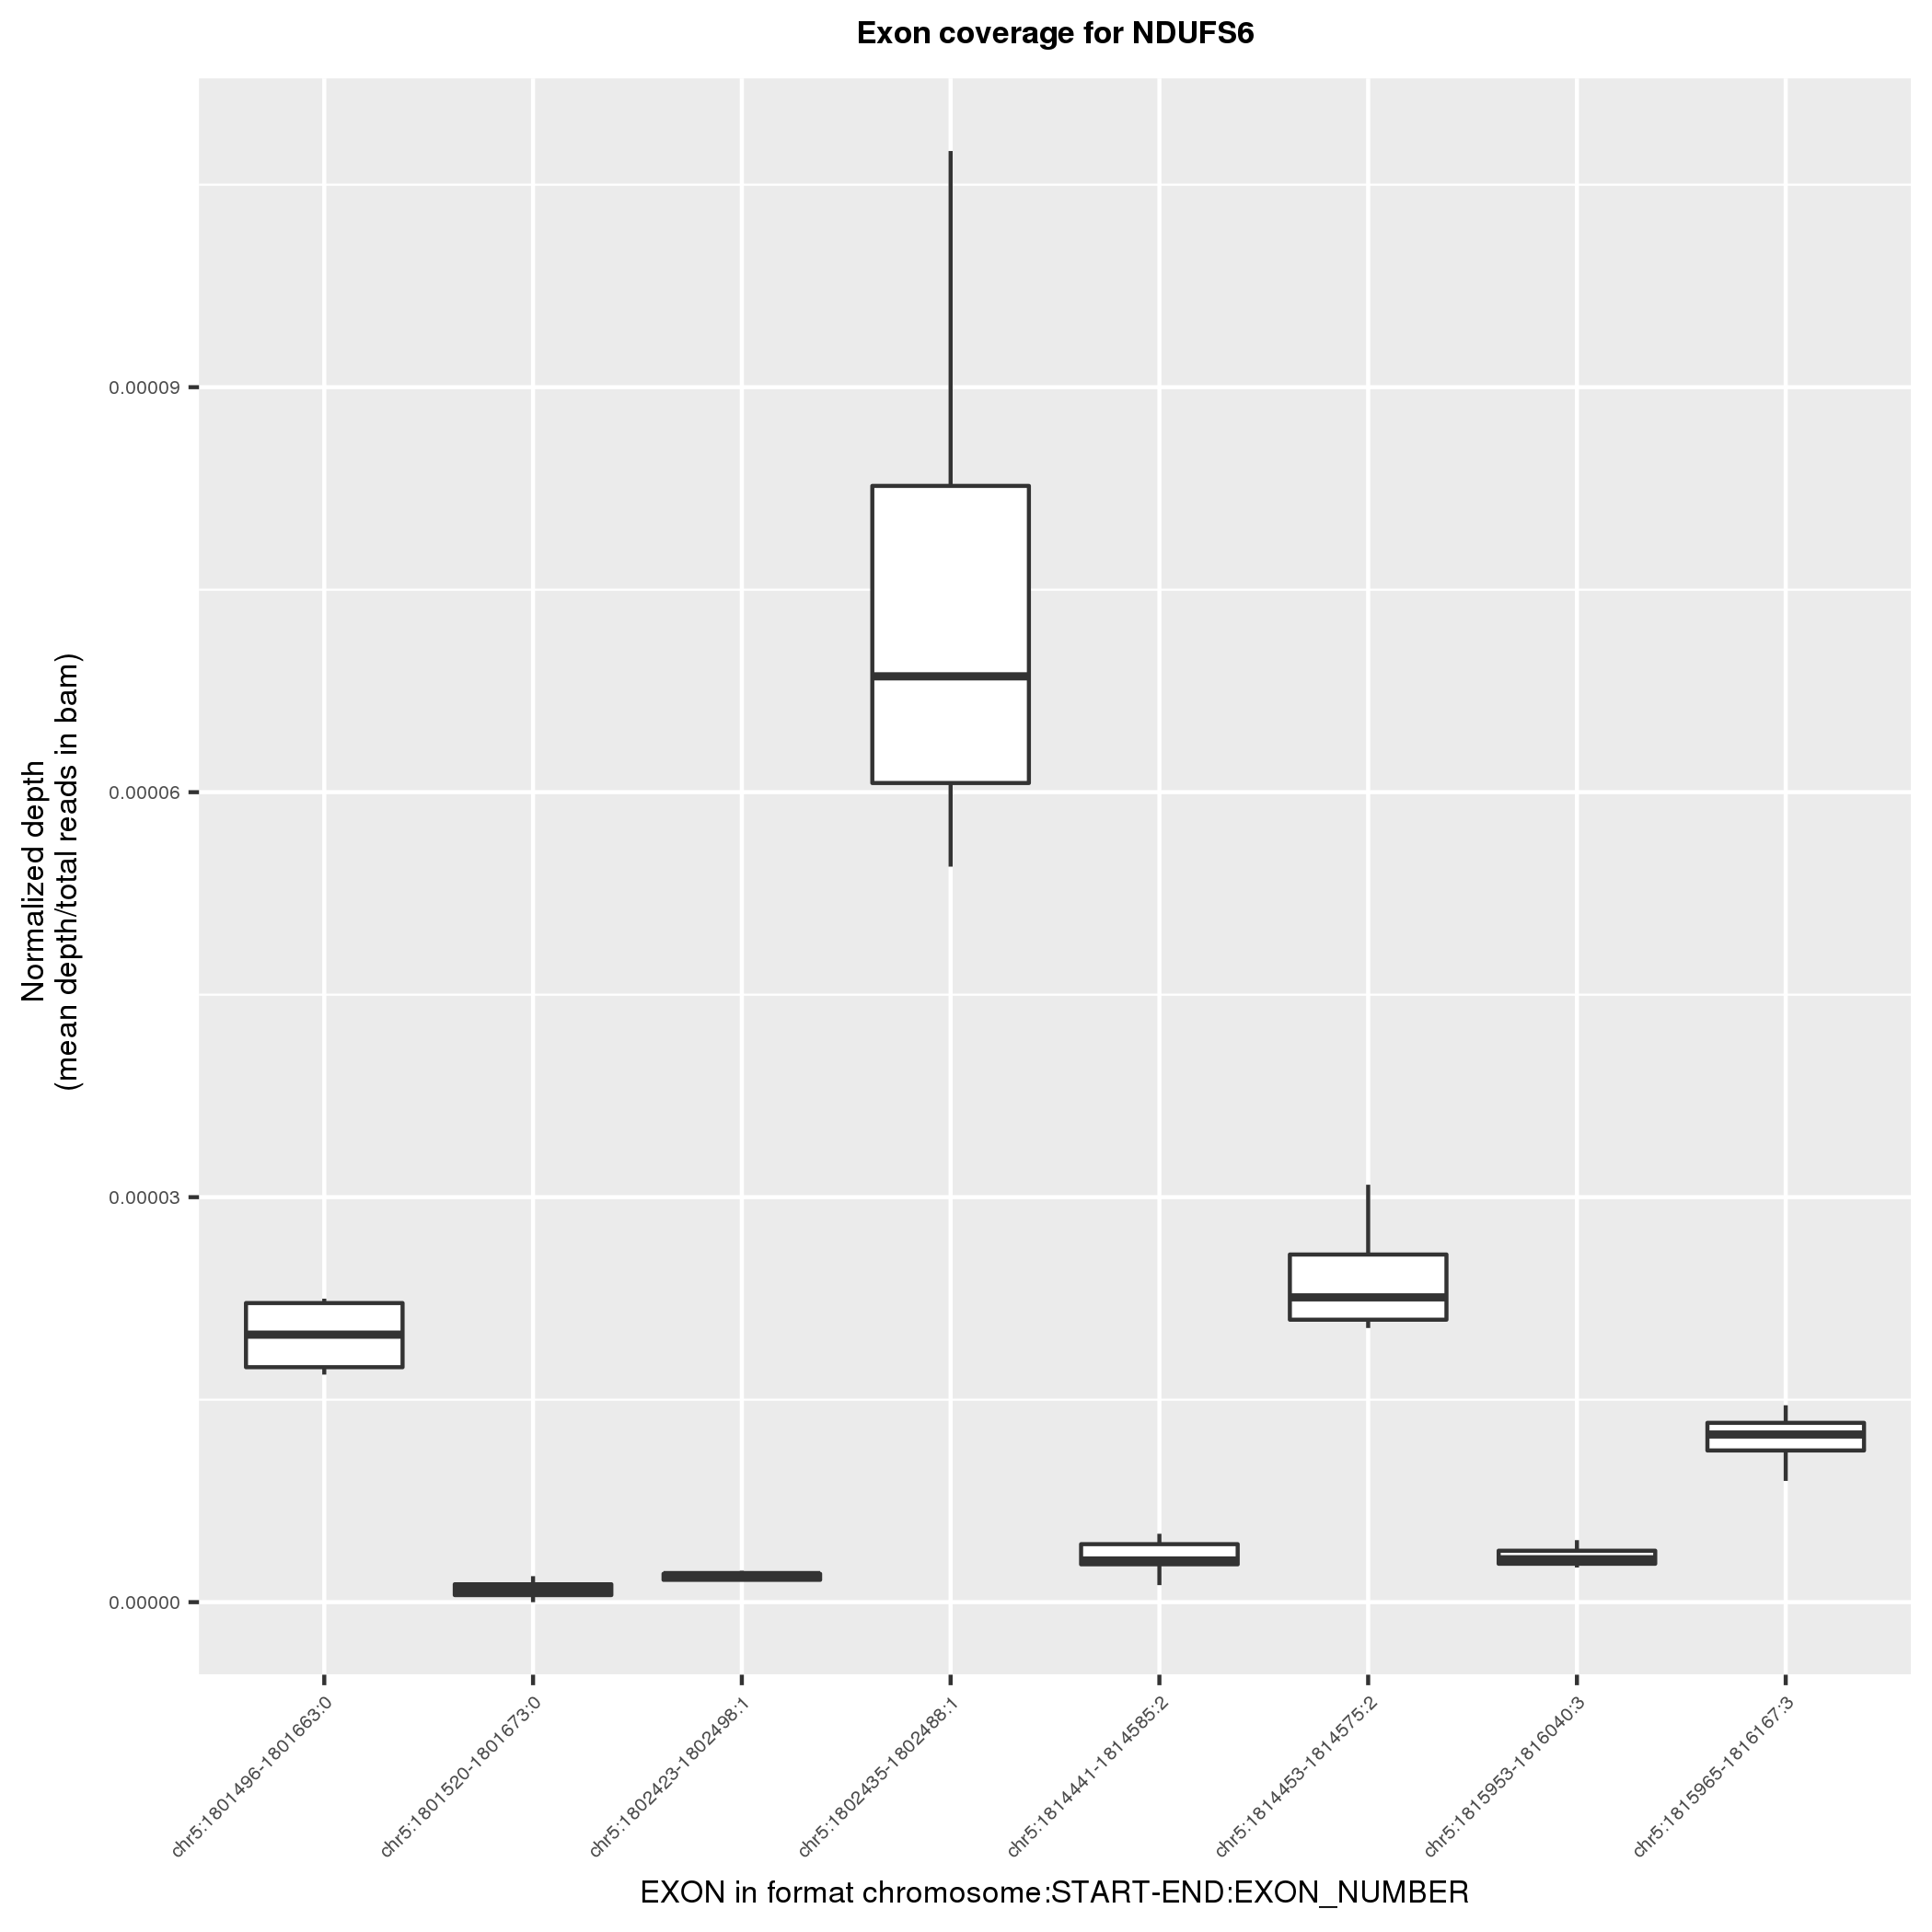 Exon coverage for NDUFS6
Normalized depth
(mean depth/total reads in bam)
0.00009
0.00006
0.00003
0.00000
chr5:1801496-1801663:0
chr5:1801520-1801673:0
chr5:1802423-1802498:1
chr5:1802435-1802488:1
chr5:1814441-1814585:2
chr5:1814453-1814575:2
chr5:1815953-1816040:3
chr5:1815965-1816167:3
EXON in format chromosome:START-END:EXON_NUMBER